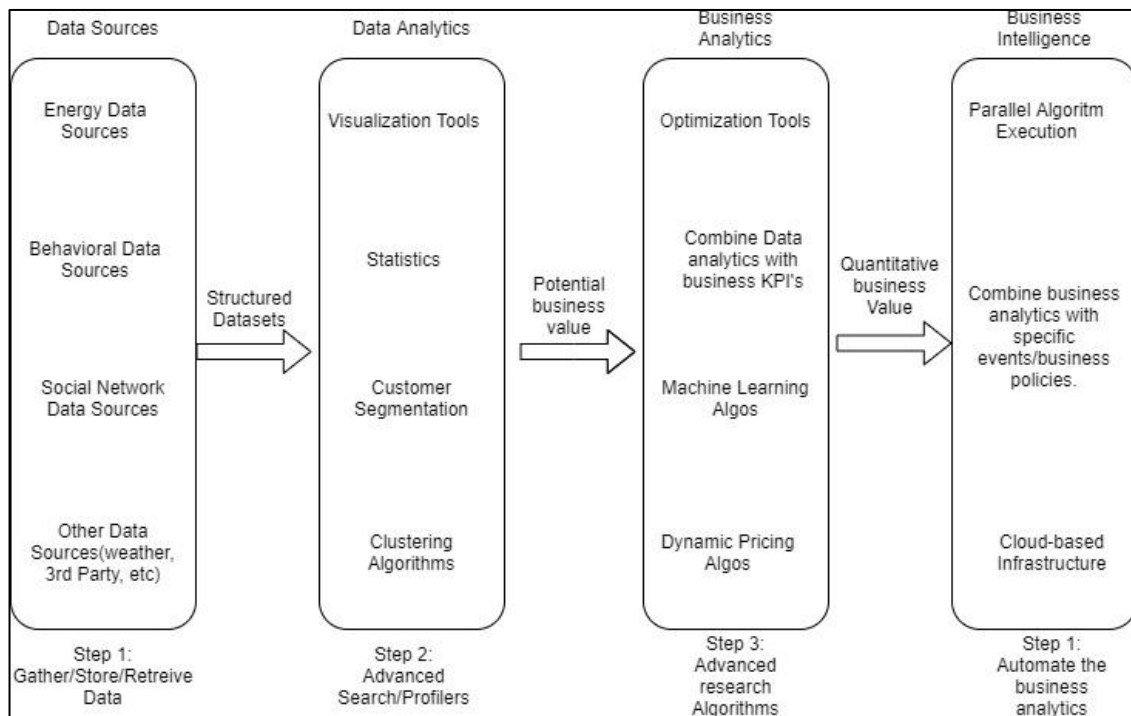 Data Sources
Energy Data
Sources
Behavioral Data
Sources
Social Network
Data Sources
Other Data
Sources(weather,
3rd Party, etc)
Step 1:
Gather/Store/Retreive
Data
Structured
Datasets
Data Analytics
Visualization Tools
Statistics
Customer
Segmentation
Clustering
Algorithms
Step 2:
Advanced
Search/Profilers
Potential
business
value
Business
Analytics
Optimization Tools
Combine Data
analytics with
business KPI's
Machine Learning
Algos
Dynamic Pricing
Algos
Step 3:
Advanced
research
Algorithms
Quantitative
business
Value
Business
Intelligence
Parallel Algoritm
Execution
Combine business
analytics with
specific
events/business
policies.
Cloud-based
Infrastructure
Step 1:
Automate the
business
analytics